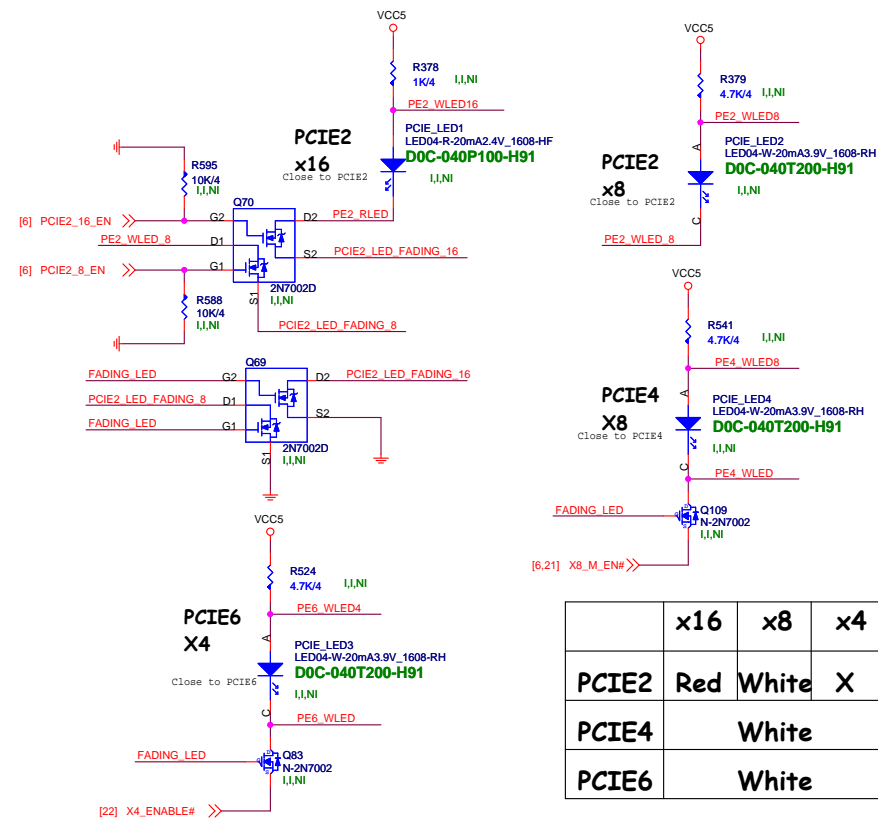 VCC5
R378
1K/4 I,I,NI
PE2_WLED16
PCIE2
x16
Close to PCIE2
PCIE_LED1
LED04-R-20mA2.4V_1608-HF
D0C-040P100-H91
I,I,NI
R595
10K/4
I,I,NI
Q70
[6] PCIE2_16_EN
G2
D2
PE2_RLED
PE2_WLED_8
D1
S2
PCIE2_LED_FADING_16
[6] PCIE2_8_EN
G1
S1
2N7002D
I,I,NI
R588
10K/4
I,I,NI
PCIE2_LED_FADING_8
Q69
FADING_LED
G2
D2
PCIE2_LED_FADING_16
PCIE2_LED_FADING_8
D1
S2
FADING_LED
G1
S1
2N7002D
I,I,NI
VCC5
R524
4.7K/4 I,I,NI
PE6_WLED4
PCIE6
X4
Close to PCIE6
A
PCIE_LED3
LED04-W-20mA3.9V_1608-RH
D0C-040T200-H91
I,I,NI
C
PE6_WLED
FADING_LED
Q83
N-2N7002
I,I,NI
[22] X4_ENABLE#
VCC5
R379
4.7K/4 I,I,NI
PE2_WLED8
PCIE2
x8
Close to PCIE2
A
PCIE_LED2
LED04-W-20mA3.9V_1608-RH
D0C-040T200-H91
I,I,NI
C
PE2_WLED_8
VCC5
R541
4.7K/4 I,I,NI
PE4_WLED8
PCIE4
X8
Close to PCIE4
A
PCIE_LED4
LED04-W-20mA3.9V_1608-RH
D0C-040T200-H91
I,I,NI
C
PE4_WLED
FADING_LED
Q109
N-2N7002
I,I,NI
[6,21] X8_M_EN#
x16 x8 x4
PCIE2 Red White X
PCIE4 White
PCIE6 White